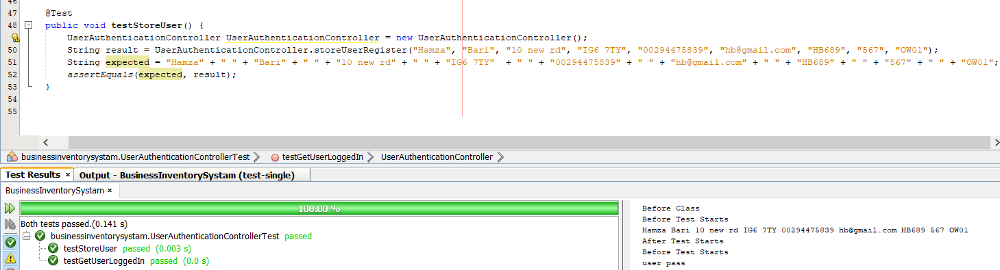 46
47 @Test
48 public void testStoreUser() {
UserAuthenticationController UserAuthenticationController = new UserAuthenticationController();
50 String result = UserAuthenticationController.storeUserRegister("Hamza", "Bari", "10 new rd", "IG6 7TY", "00294475839", "hb@gmail.com", "HB689", "567", "OW01");
51 String expected = "Hamza" + " " + "Bari" + " " + "10 new rd" + " " + "IG6 7TY" + " " + "00294475839" + " " + "hb@gmail.com" + " " + "HB689" + " " + "567" + " " + "OW01";
52 assertEquals(expected, result);
53 }
54
55
businessinventorysystam.UserAuthenticationControllerTest testGetUserLoggedIn UserAuthenticationController
Test Results × Output - BusinessInventorySystam (test-single)
BusinessInventorySystam ×
100.00 %
Both tests passed.(0.141 s)
businessinventorysystam.UserAuthenticationControllerTest passed
testStoreUser passed (0.003 s)
testGetUserLoggedIn passed (0.0 s)
Before Class
Before Test Starts
Hamza Bari 10 new rd IG6 7TY 00294475839 hb@gmail.com HB689 567 OW01
After Test Starts
Before Test Starts
user pass